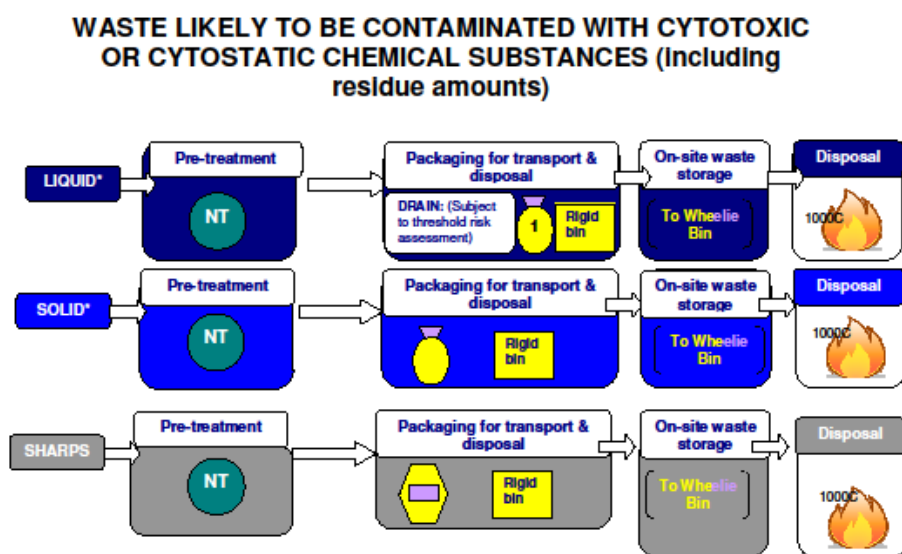 WASTE LIKELY TO BE CONTAMINATED WITH CYTOTOXIC
OR CYTOSTATIC CHEMICAL SUBSTANCES (including
residue amounts)
LIQUID*
Pre-treatment
NT
Packaging for transport &
disposal
DRAIN: (Subject
to threshold risk
assessment)
1
Rigid
bin
On-site waste
storage
To Wheelie
Bin
Disposal
1000C
SOLID*
Pre-treatment
NT
Packaging for transport &
disposal
Rigid
bin
On-site waste
storage
To Wheelie
Bin
Disposal
1000C
SHARPS
Pre-treatment
NT
Packaging for transport &
disposal
Rigid
bin
On-site waste
storage
To Wheelie
Bin
Disposal
1000C